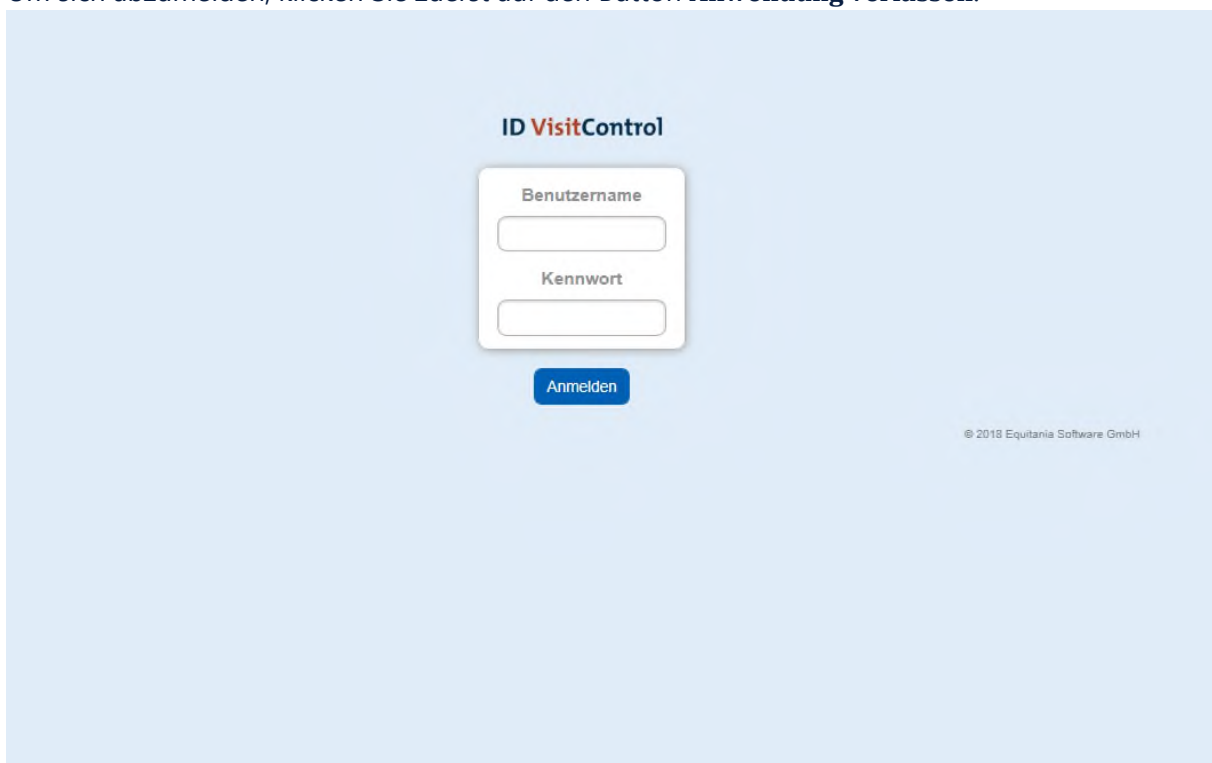 Um sich abzumelden, klicken Sie zuerst auf den Button Anwendung verlassen.
ID VisitControl
Benutzername
Kennwort
Anmelden
© 2018 Equitania Software GmbH